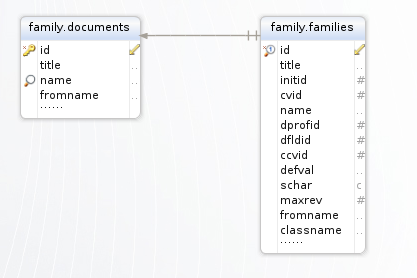 family.documents
id
title
name
fromname
......
family.families
id
title
initid #
cvid #
name
dprofid #
dfldid #
ccvid #
defval
schar c
maxrev #
fromname
classname
......